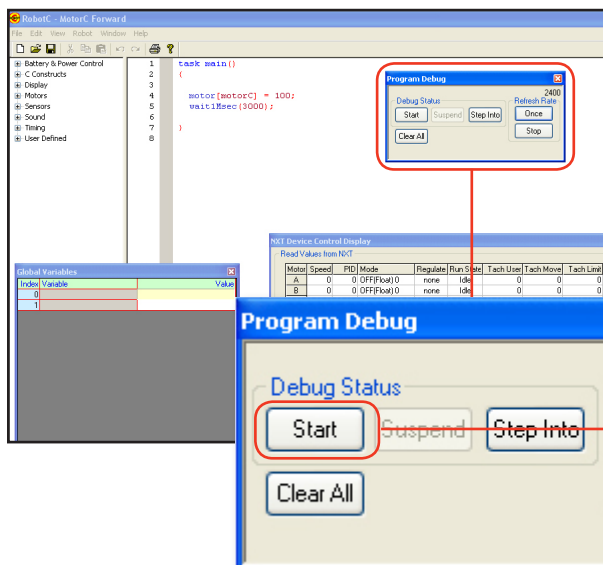 RobotC - MotorC Forward
File Edit View Robot Window Help
Battery & Power Control
C Constructs
Display
Motors
Sensors
Sound
Timing
User Defined
1 task main()
2 {
3
4 motor[motorC] = 100;
5 wait1Msec(3000);
6
7 }
8
Program Debug
2400
Debug Status
Refresh Rate
Start Suspend Step Into Once
Clear All Stop
NXT Device Control Display
Read Values from NXT
Motor Speed PID Mode Regulate Run State Tach User Tach Move Tach Limit
A 0 0 OFF(Float) 0 none Idle 0 0 0
B 0 0 OFF(Float) 0 none Idle 0 0 0
Global Variables
Index Variable Value
0
1
Program Debug
Debug Status
Start Suspend Step Into
Clear All